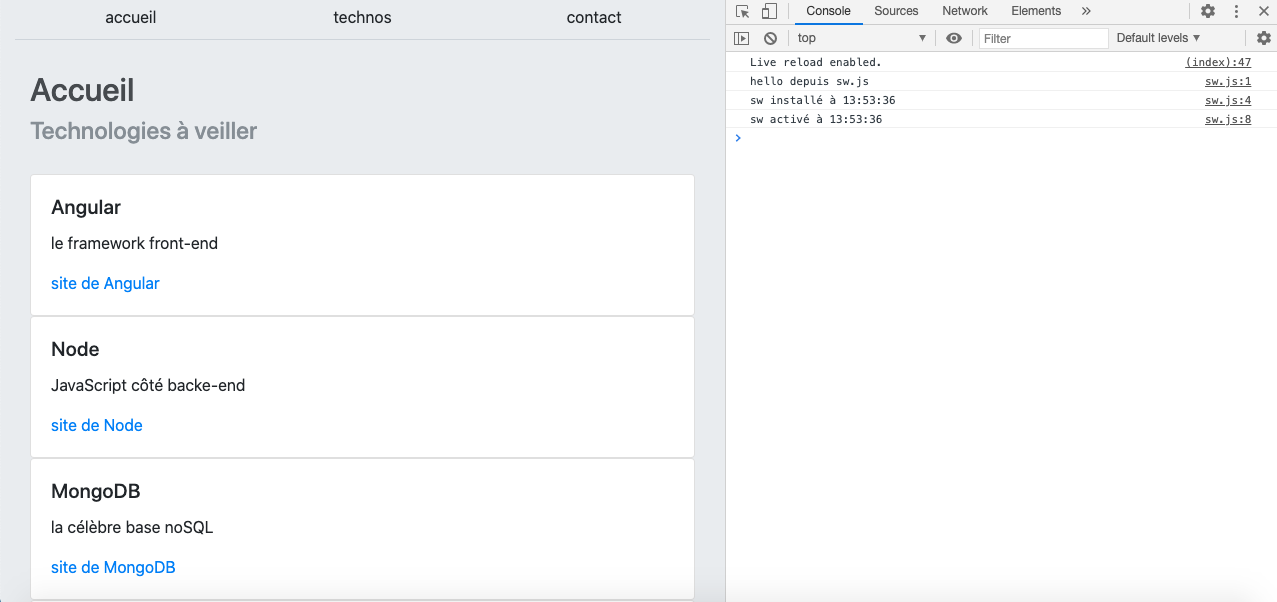 accueil technos contact
Accueil
Technologies à veiller
Angular
le framework front-end
site de Angular
Node
JavaScript côté backe-end
site de Node
MongoDB
la célèbre base noSQL
site de MongoDB
Console Sources Network Elements
top Filter Default levels
Live reload enabled. (index):47
hello depuis sw.js sw.js:1
sw installé à 13:53:36 sw.js:4
sw activé à 13:53:36 sw.js:8